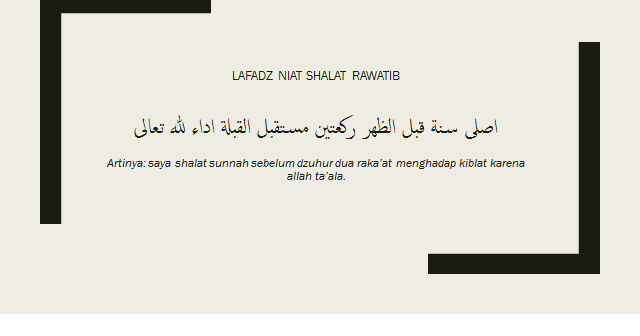 LAFADZ NIAT SHALAT RAWATIB
اصلى سنة قبل الظهر ركعتين مستقبل القبلة اداء لله تعالى
Artinya: saya shalat sunnah sebelum dzuhur dua raka’at menghadap kiblat karena
allah ta’ala.